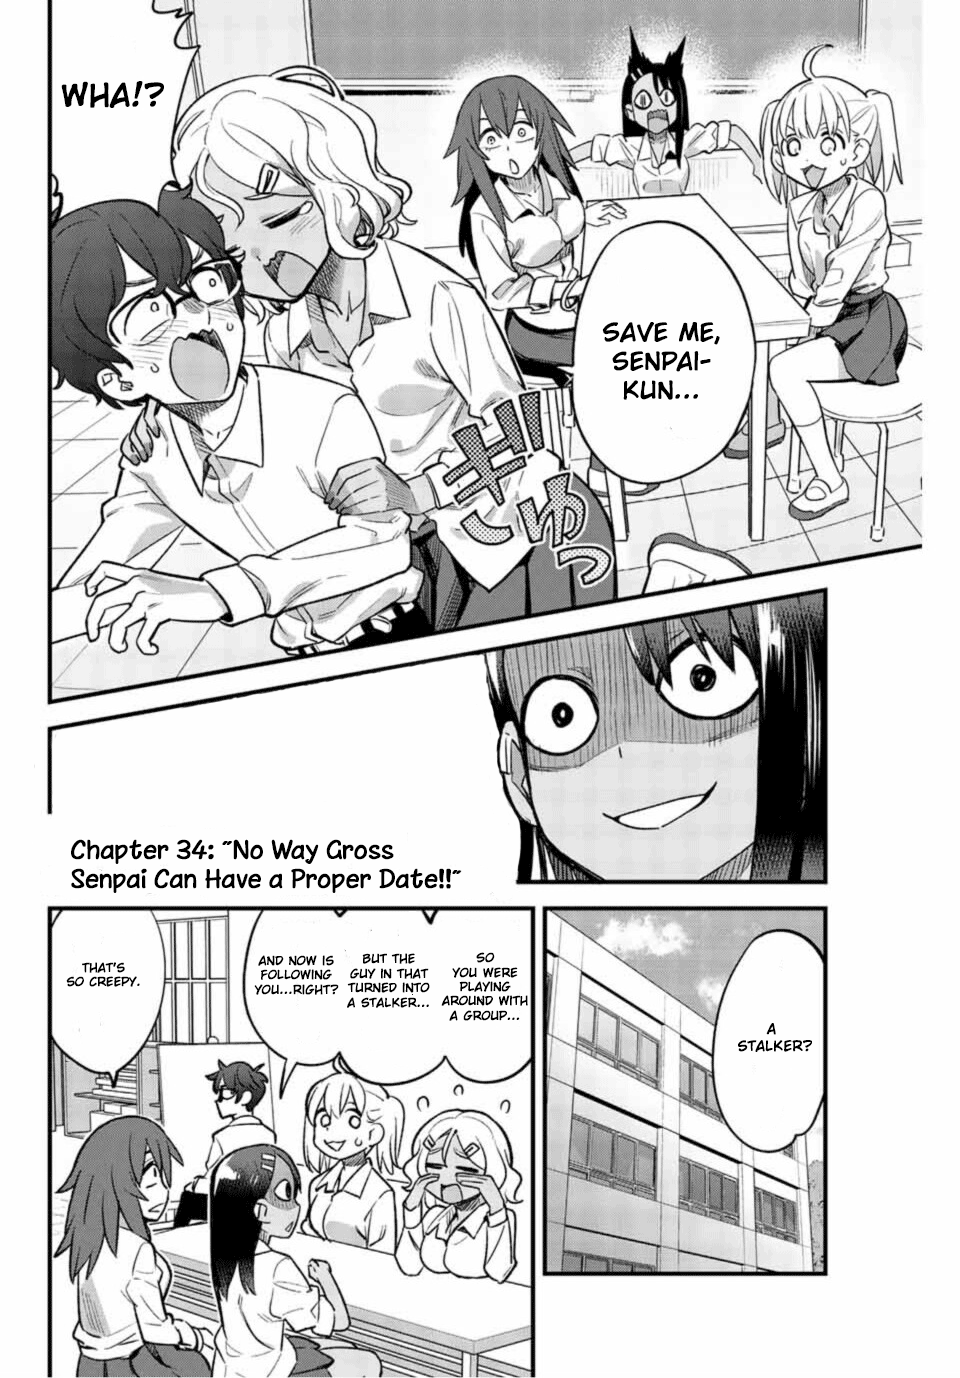 SAVE ME,
SENPAI-
KUN...
WHA!?
ぎゅっ
Chapter 34: "No Way Gross
Senpai Can Have a Proper Date!!"
A
STALKER?
SO
YOU WERE
PLAYING
AROUND WITH
A GROUP...
BUT THE
GUY IN THAT
TURNED INTO
A STALKER...
AND NOW IS
FOLLOWING
YOU...RIGHT?
THAT'S
SO CREEPY.